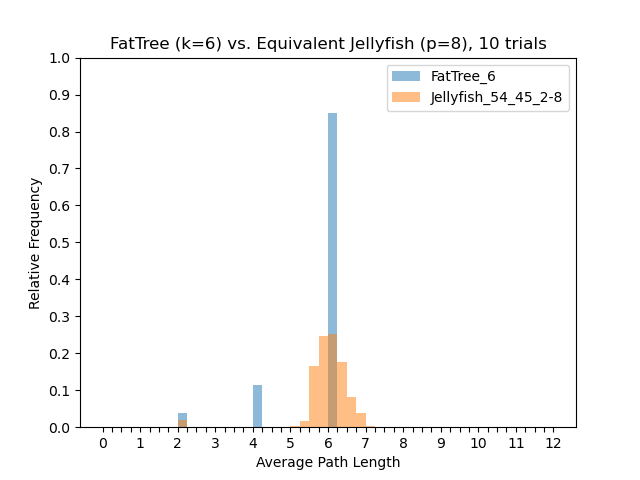 FatTree (k=6) vs. Equivalent Jellyfish (p=8), 10 trials
FatTree_6
Jellyfish_54_45_2-8
Relative Frequency
1.0
0.9
0.8
0.7
0.6
0.5
0.4
0.3
0.2
0.1
0.0
0 1 2 3 4 5 6 7 8 9 10 11 12
Average Path Length